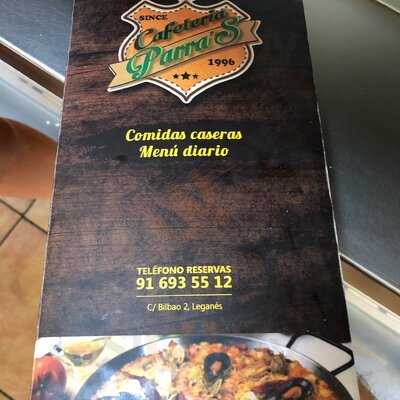 SINCE
Cafetería
Parra'S
1996
Comidas caseras
Menú diario
TELÉFONO RESERVAS
91 693 55 12
C/ Bilbao 2, Leganés